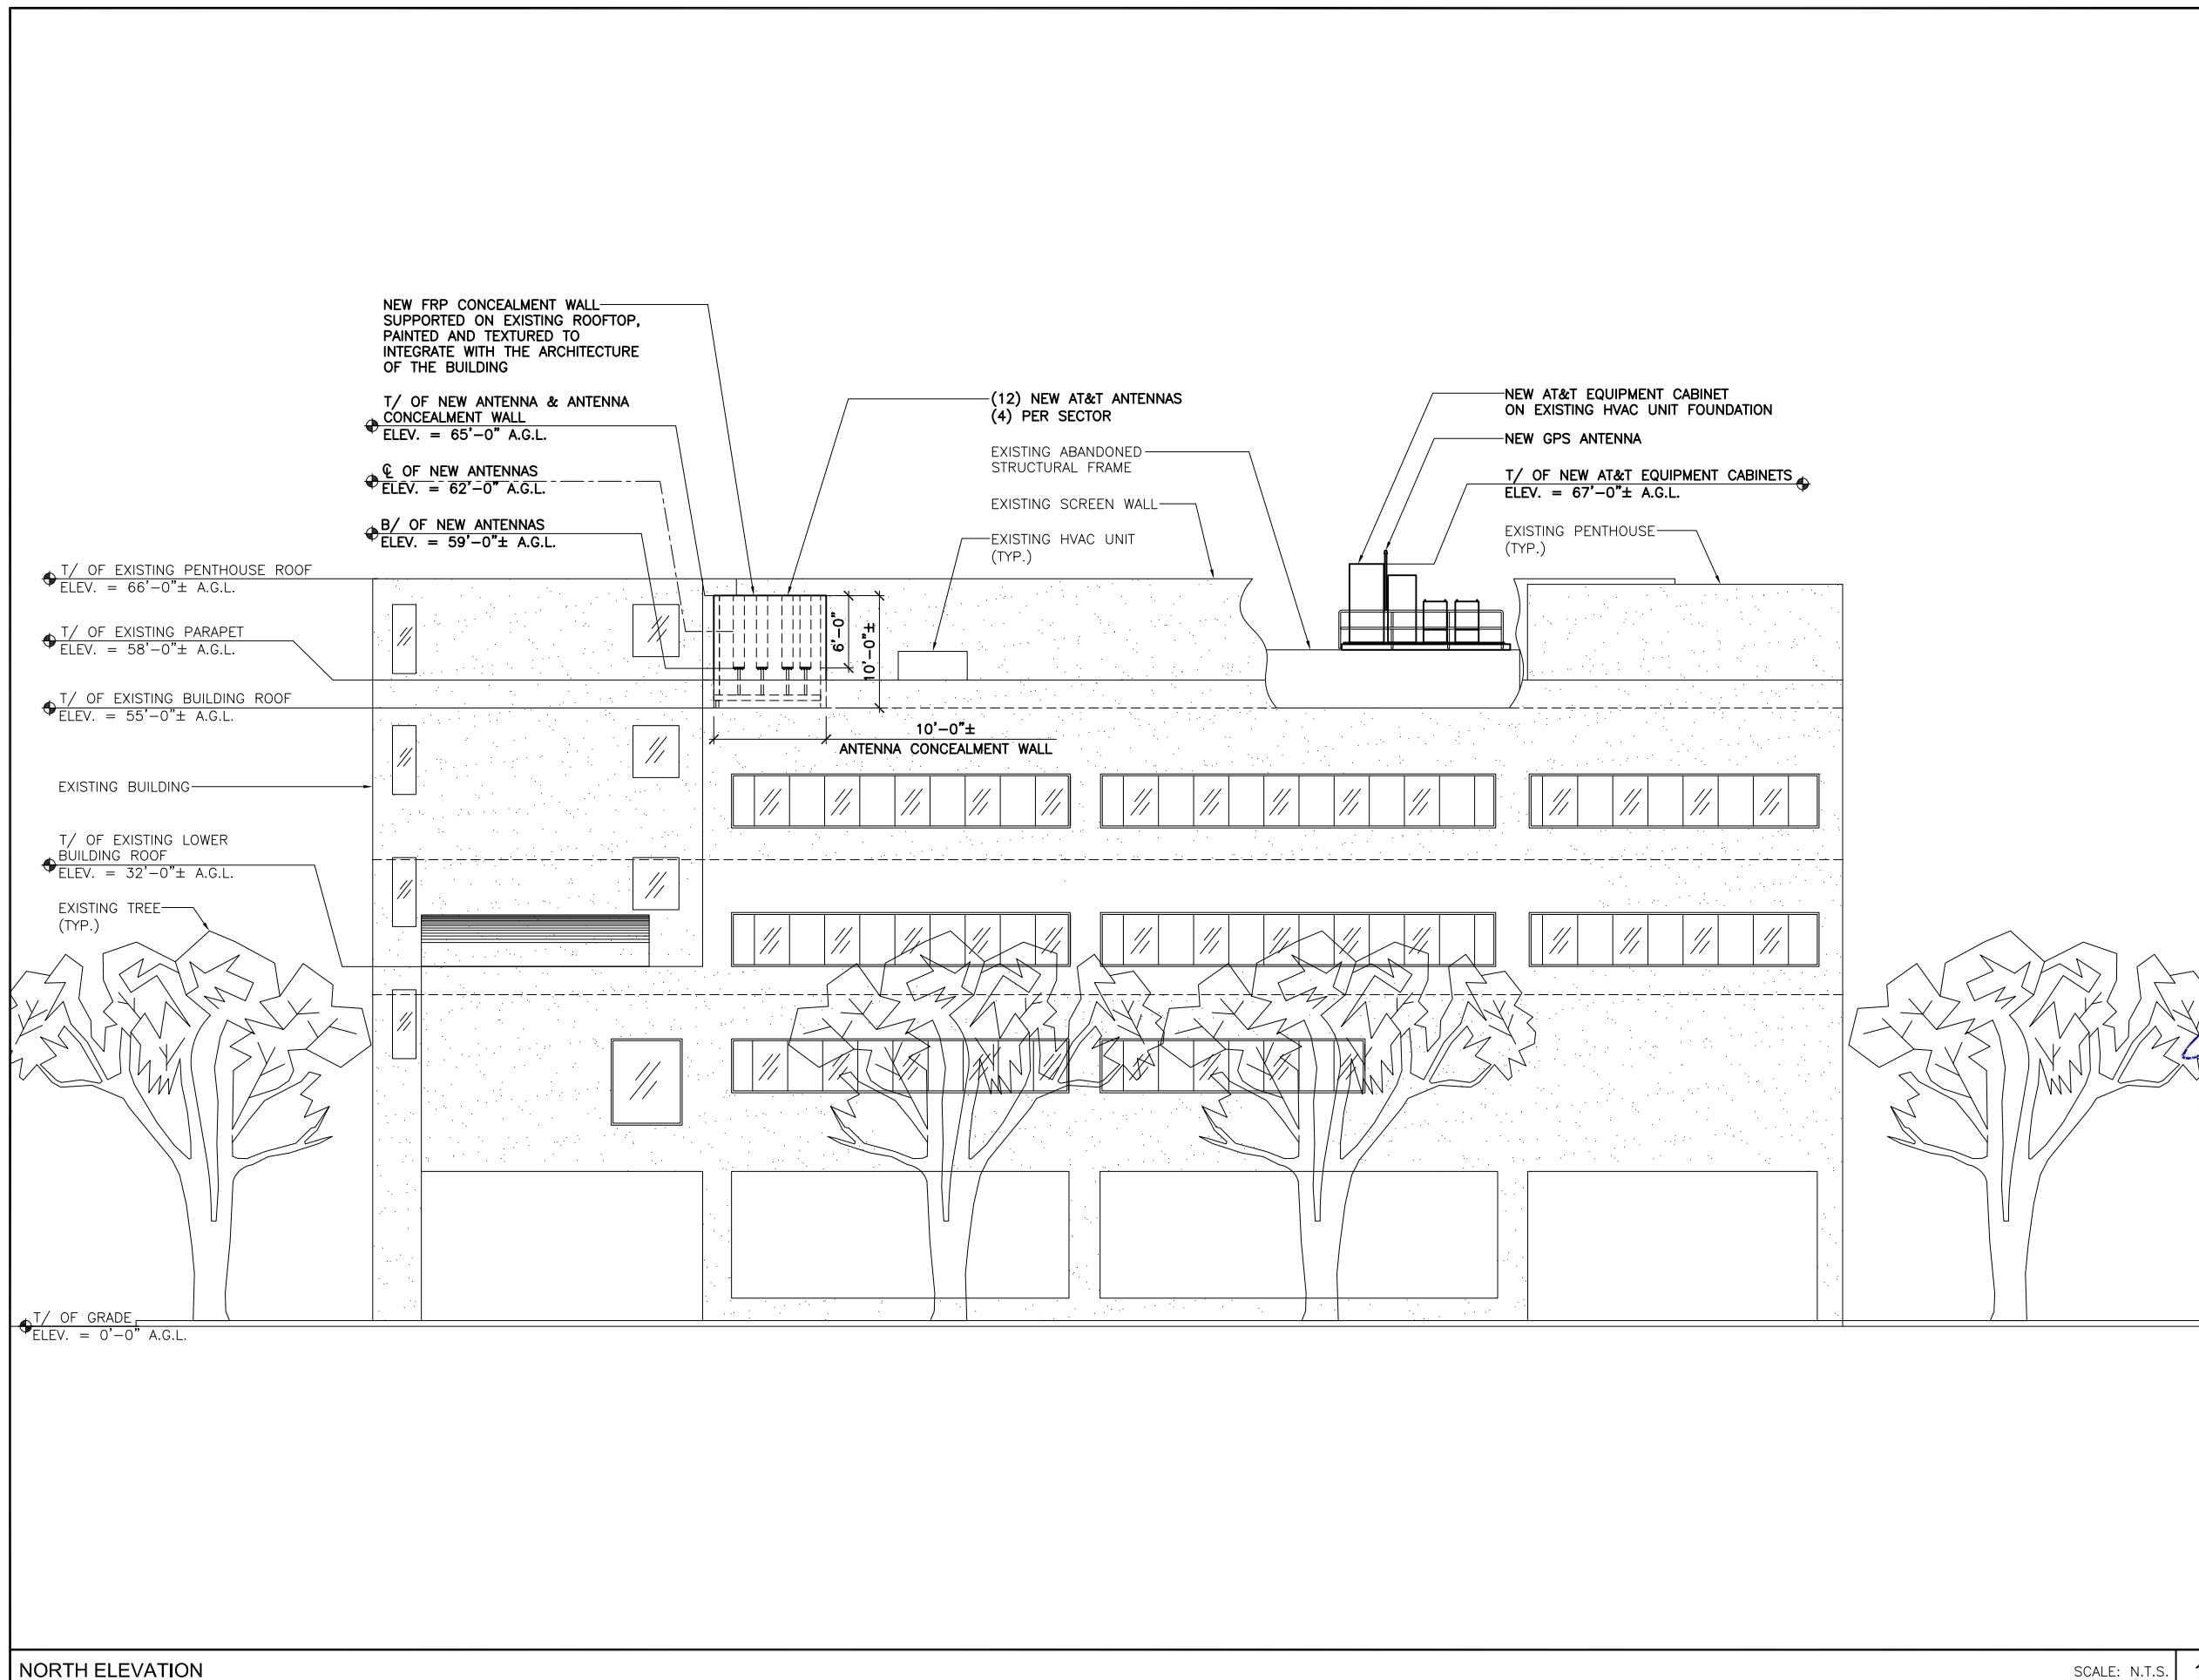 NEW FRP CONCEALMENT WALL
SUPPORTED ON EXISTING ROOFTOP,
PAINTED AND TEXTURED TO
INTEGRATE WITH THE ARCHITECTURE
OF THE BUILDING
T/ OF NEW ANTENNA & ANTENNA
CONCEALMENT WALL
ELEV. = 65'-0" A.G.L.
℄ OF NEW ANTENNAS
ELEV. = 62'-0" A.G.L.
B/ OF NEW ANTENNAS
ELEV. = 59'-0"± A.G.L.
(12) NEW AT&T ANTENNAS
(4) PER SECTOR
EXISTING ABANDONED
STRUCTURAL FRAME
EXISTING SCREEN WALL
EXISTING HVAC UNIT
(TYP.)
NEW AT&T EQUIPMENT CABINET
ON EXISTING HVAC UNIT FOUNDATION
NEW GPS ANTENNA
T/ OF NEW AT&T EQUIPMENT CABINETS
ELEV. = 67'-0"± A.G.L.
EXISTING PENTHOUSE
(TYP.)
T/ OF EXISTING PENTHOUSE ROOF
ELEV. = 66'-0"± A.G.L.
T/ OF EXISTING PARAPET
ELEV. = 58'-0"± A.G.L.
T/ OF EXISTING BUILDING ROOF
ELEV. = 55'-0"± A.G.L.
6'-0"
10'-0"±
10'-0"±
ANTENNA CONCEALMENT WALL
EXISTING BUILDING
T/ OF EXISTING LOWER
BUILDING ROOF
ELEV. = 32'-0"± A.G.L.
EXISTING TREE
(TYP.)
T/ OF GRADE
ELEV. = 0'-0" A.G.L.
NORTH ELEVATION
SCALE: N.T.S.